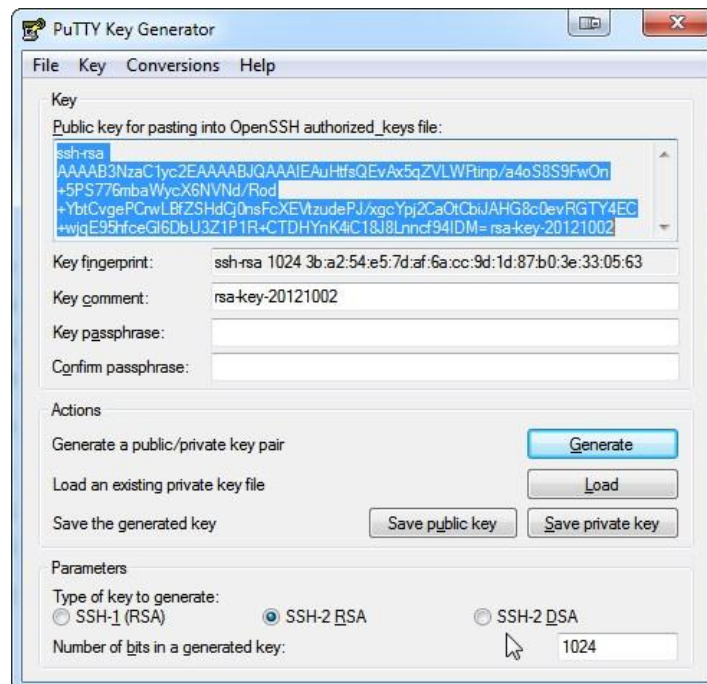 PuTTY Key Generator
File Key Conversions Help
Key
Public key for pasting into OpenSSH authorized_keys file:
ssh-rsa
AAAAB3NzaC1yc2EAAAABJQAAAIEAuHtfsQEvAx5qZVLWFtinp/a4oS8S9FwOn
+5PS776mbaWycX6NVNd/Rod
+YbtCvgePCrwLBfZSHdCj0nsFcXEVtzudePJ/xgcYpj2CaOtCbiJAHG8c0evRGTY4EC
+wjqE95hfceGI6DbU3Z1P1R+CTDHYnK4iC18J8Lnncf94IDM= rsa-key-20121002
Key fingerprint: ssh-rsa 1024 3b:a2:54:e5:7d:af:6a:cc:9d:1d:87:b0:3e:33:05:63
Key comment: rsa-key-20121002
Key passphrase:
Confirm passphrase:
Actions
Generate a public/private key pair Generate
Load an existing private key file Load
Save the generated key Save public key Save private key
Parameters
Type of key to generate:
SSH-1 (RSA) SSH-2 RSA SSH-2 DSA
Number of bits in a generated key: 1024